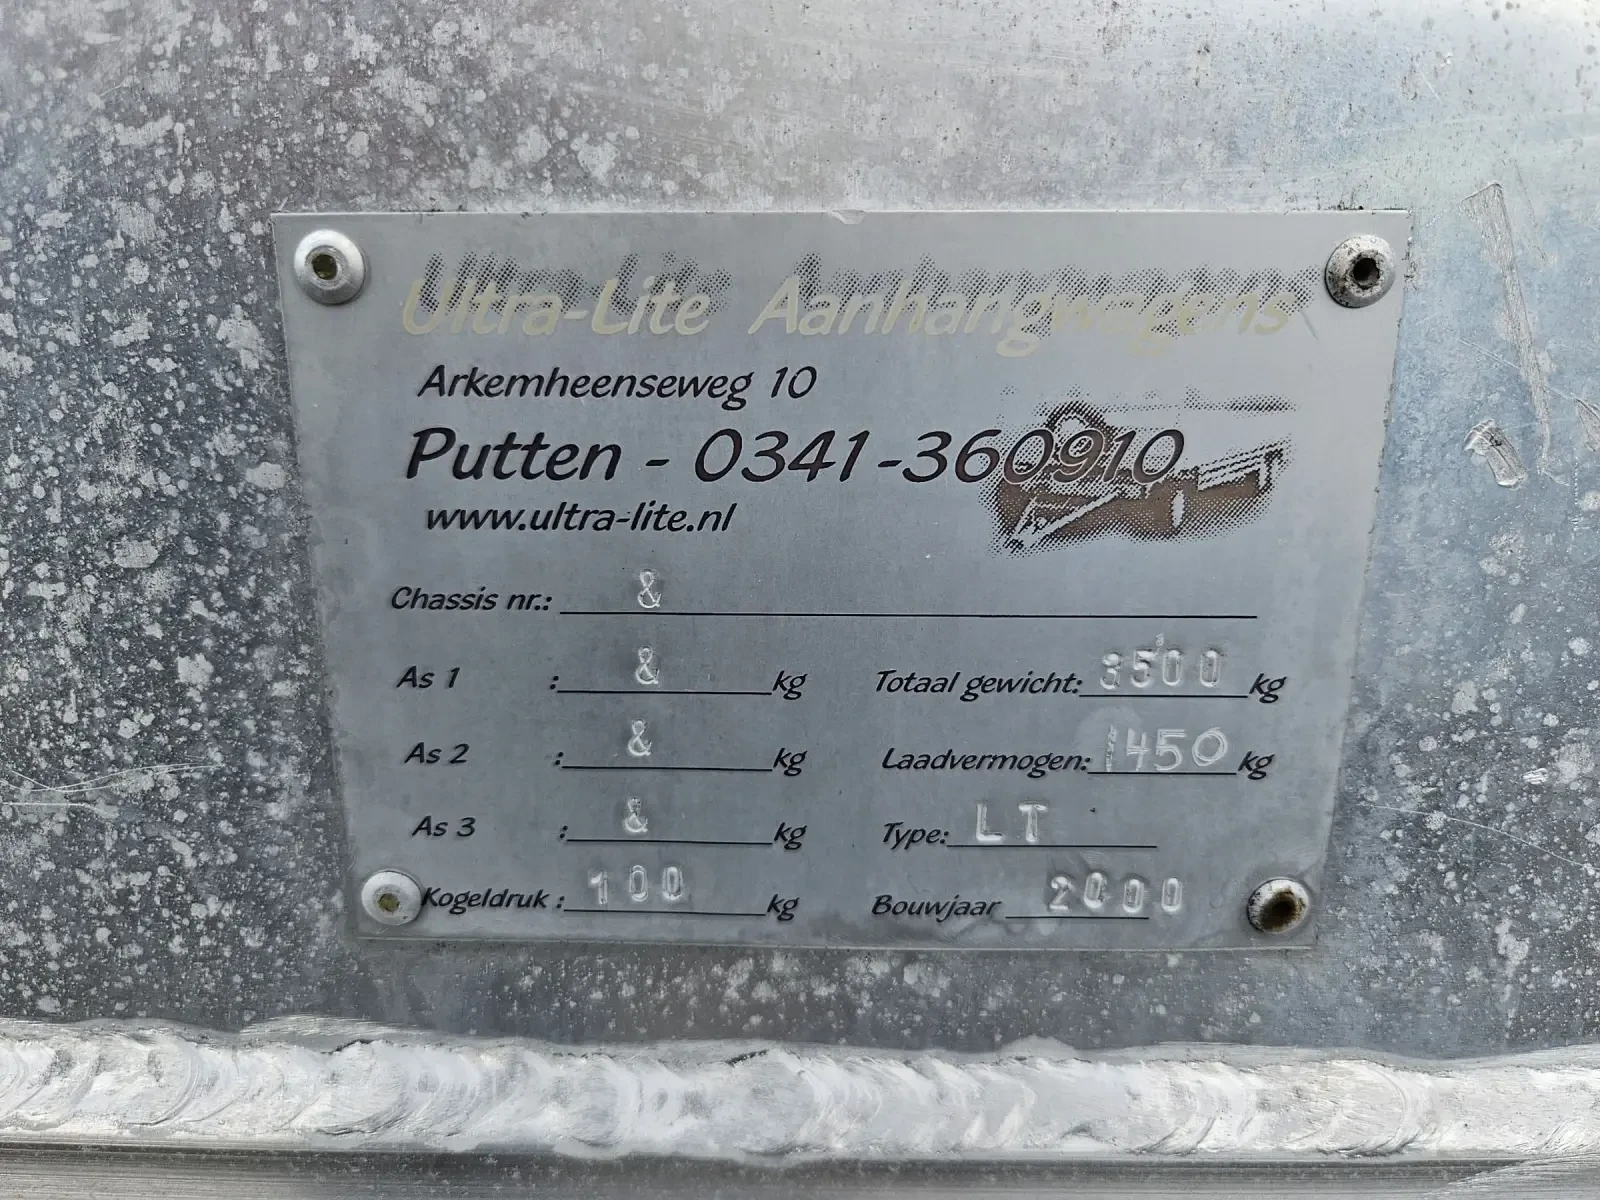 Ultra-Lite Aanhangwagens
Arkemheenseweg 10
Putten - 0341-360910
www.ultra-lite.nl
Chassis nr.: &
As 1 : & kg Totaal gewicht: 3500 kg
As 2 : & kg Laadvermogen: 1450 kg
As 3 : & kg Type: LT
Kogeldruk : 100 kg Bouwjaar 2000